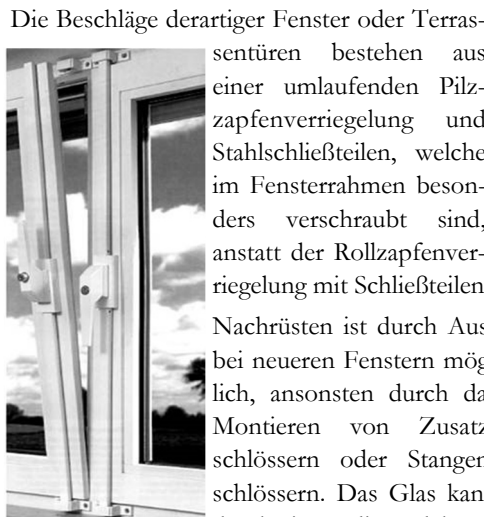 Die Beschläge derartiger Fenster oder Terras-
sentüren bestehen aus
einer umlaufenden Pilz-
zapfenverriegelung und
Stahlschließteilen, welche
im Fensterrahmen beson-
ders verschraubt sind,
anstatt der Rollzapfenver-
riegelung mit Schließteilen
Nachrüsten ist durch Aus
bei neueren Fenstern mög
lich, ansonsten durch da
Montieren von Zusatz
schlössern oder Stangen
schlössern. Das Glas kan